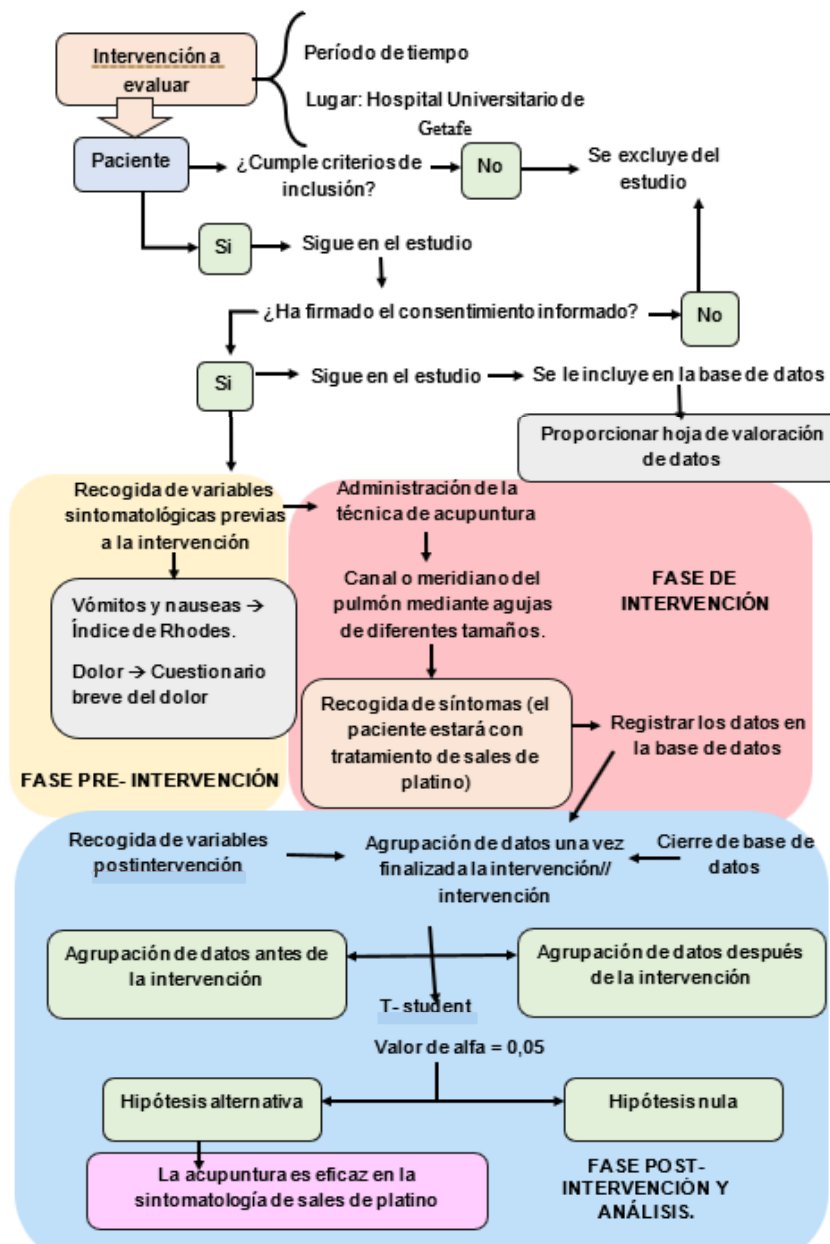 Intervención a
evaluar
Período de tiempo
Lugar: Hospital Universitario de
Getafe
Paciente
¿Cumple criterios de
inclusión?
No
Se excluye del
estudio
Si
Sigue en el estudio
¿Ha firmado el consentimiento informado?
No
Si
Sigue en el estudio
Se le incluye en la base de datos
Proporcionar hoja de valoración
de datos
Recogida de variables
sintomatológicas previas
a la intervención
Administración de la
técnica de acupuntura
Canal o meridiano del
pulmón mediante agujas
de diferentes tamaños.
FASE DE
INTERVENCIÓN
Vómitos y nauseas →
Índice de Rhodes.
Dolor → Cuestionario
breve del dolor
FASE PRE- INTERVENCIÓN
Recogida de síntomas (el
paciente estará con
tratamiento de sales de
platino)
Registrar los datos en
la base de datos
Recogida de variables
postintervención
Agrupación de datos una vez
finalizada la intervención//
intervención
Cierre de base de
datos
Agrupación de datos antes de
la intervención
Agrupación de datos después
de la intervención
T- student
Valor de alfa = 0,05
Hipótesis alternativa
Hipótesis nula
La acupuntura es eficaz en la
sintomatología de sales de platino
FASE POST-
INTERVENCIÓN Y
ANÁLISIS.